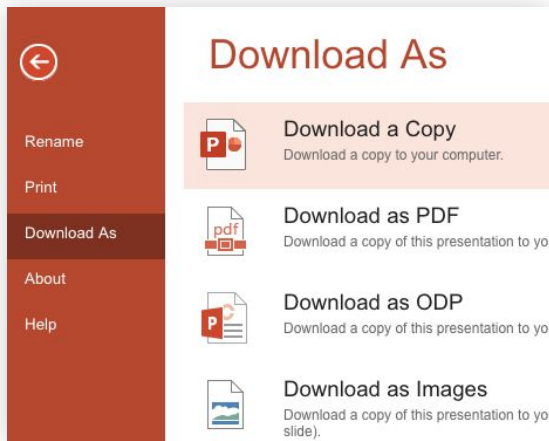 Download As
Rename
Print
Download As
About
Help
P
Download a Copy
Download a copy to your computer.
pdf
Download as PDF
Download a copy of this presentation to yo
P
Download as ODP
Download a copy of this presentation to yo
Download as Images
Download a copy of this presentation to yo
slide).